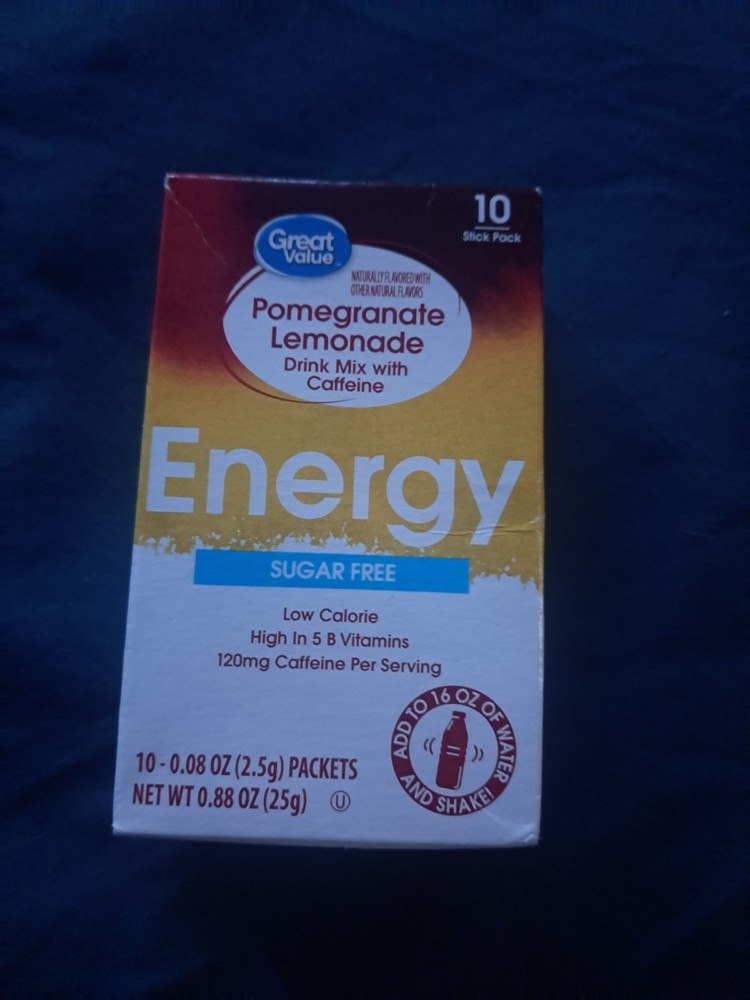 10
Stick Pack
Great
Value
NATURALLY FLAVORED WITH
OTHER NATURAL FLAVORS
Pomegranate
Lemonade
Drink Mix with
Caffeine
Energy
SUGAR FREE
Low Calorie
High In 5 B Vitamins
120mg Caffeine Per Serving
ADD TO 16 OZ OF WATER
AND SHAKE!
10 - 0.08 OZ (2.5g) PACKETS
NET WT 0.88 OZ (25g) U